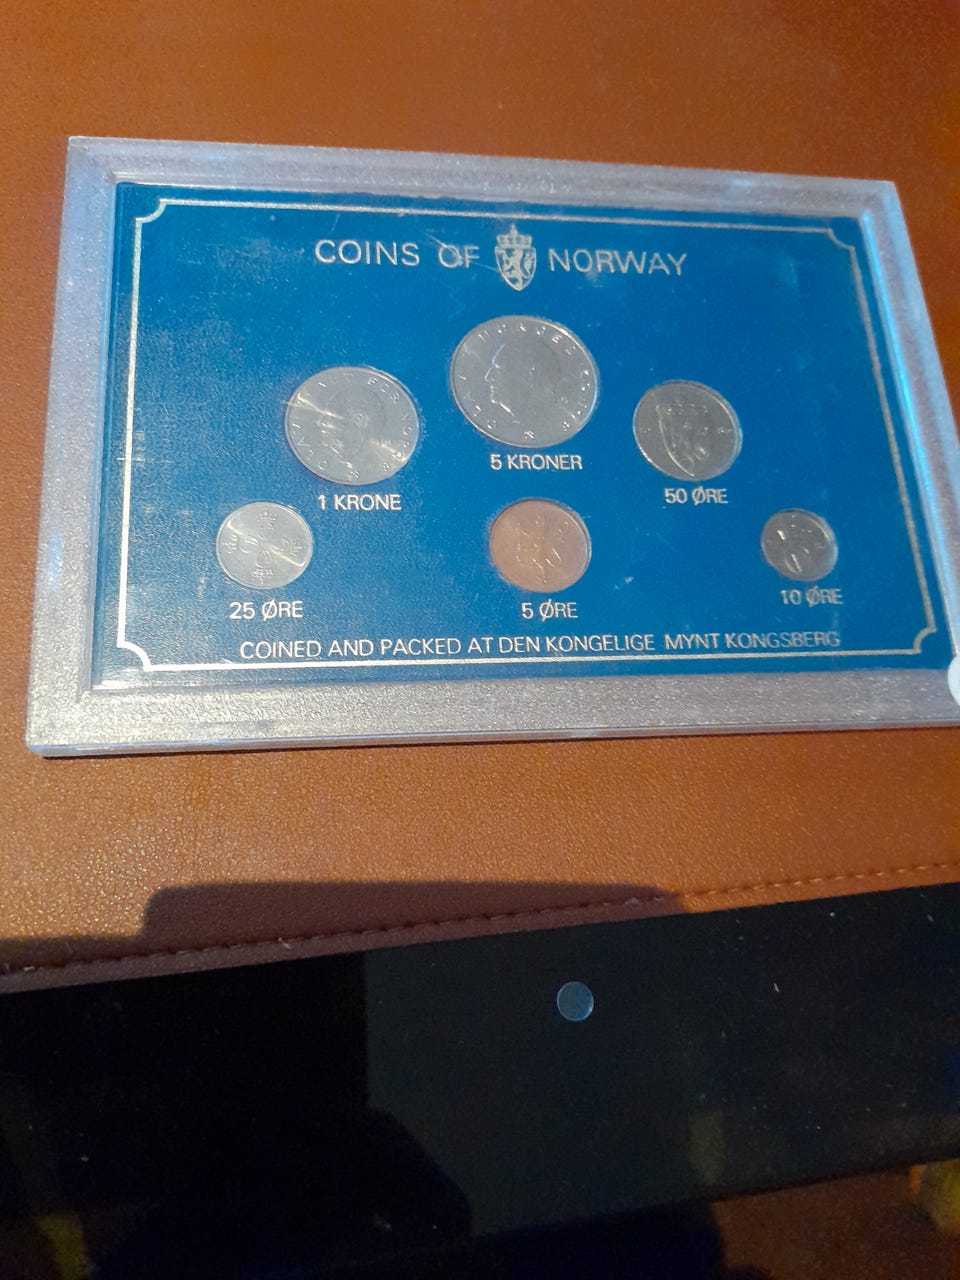 COINS OF NORWAY
5 KRONER
1 KRONE
50 ØRE
25 ØRE
5 ØRE
10 ØRE
COINED AND PACKED AT DEN KONGELIGE MYNT KONGSBERG